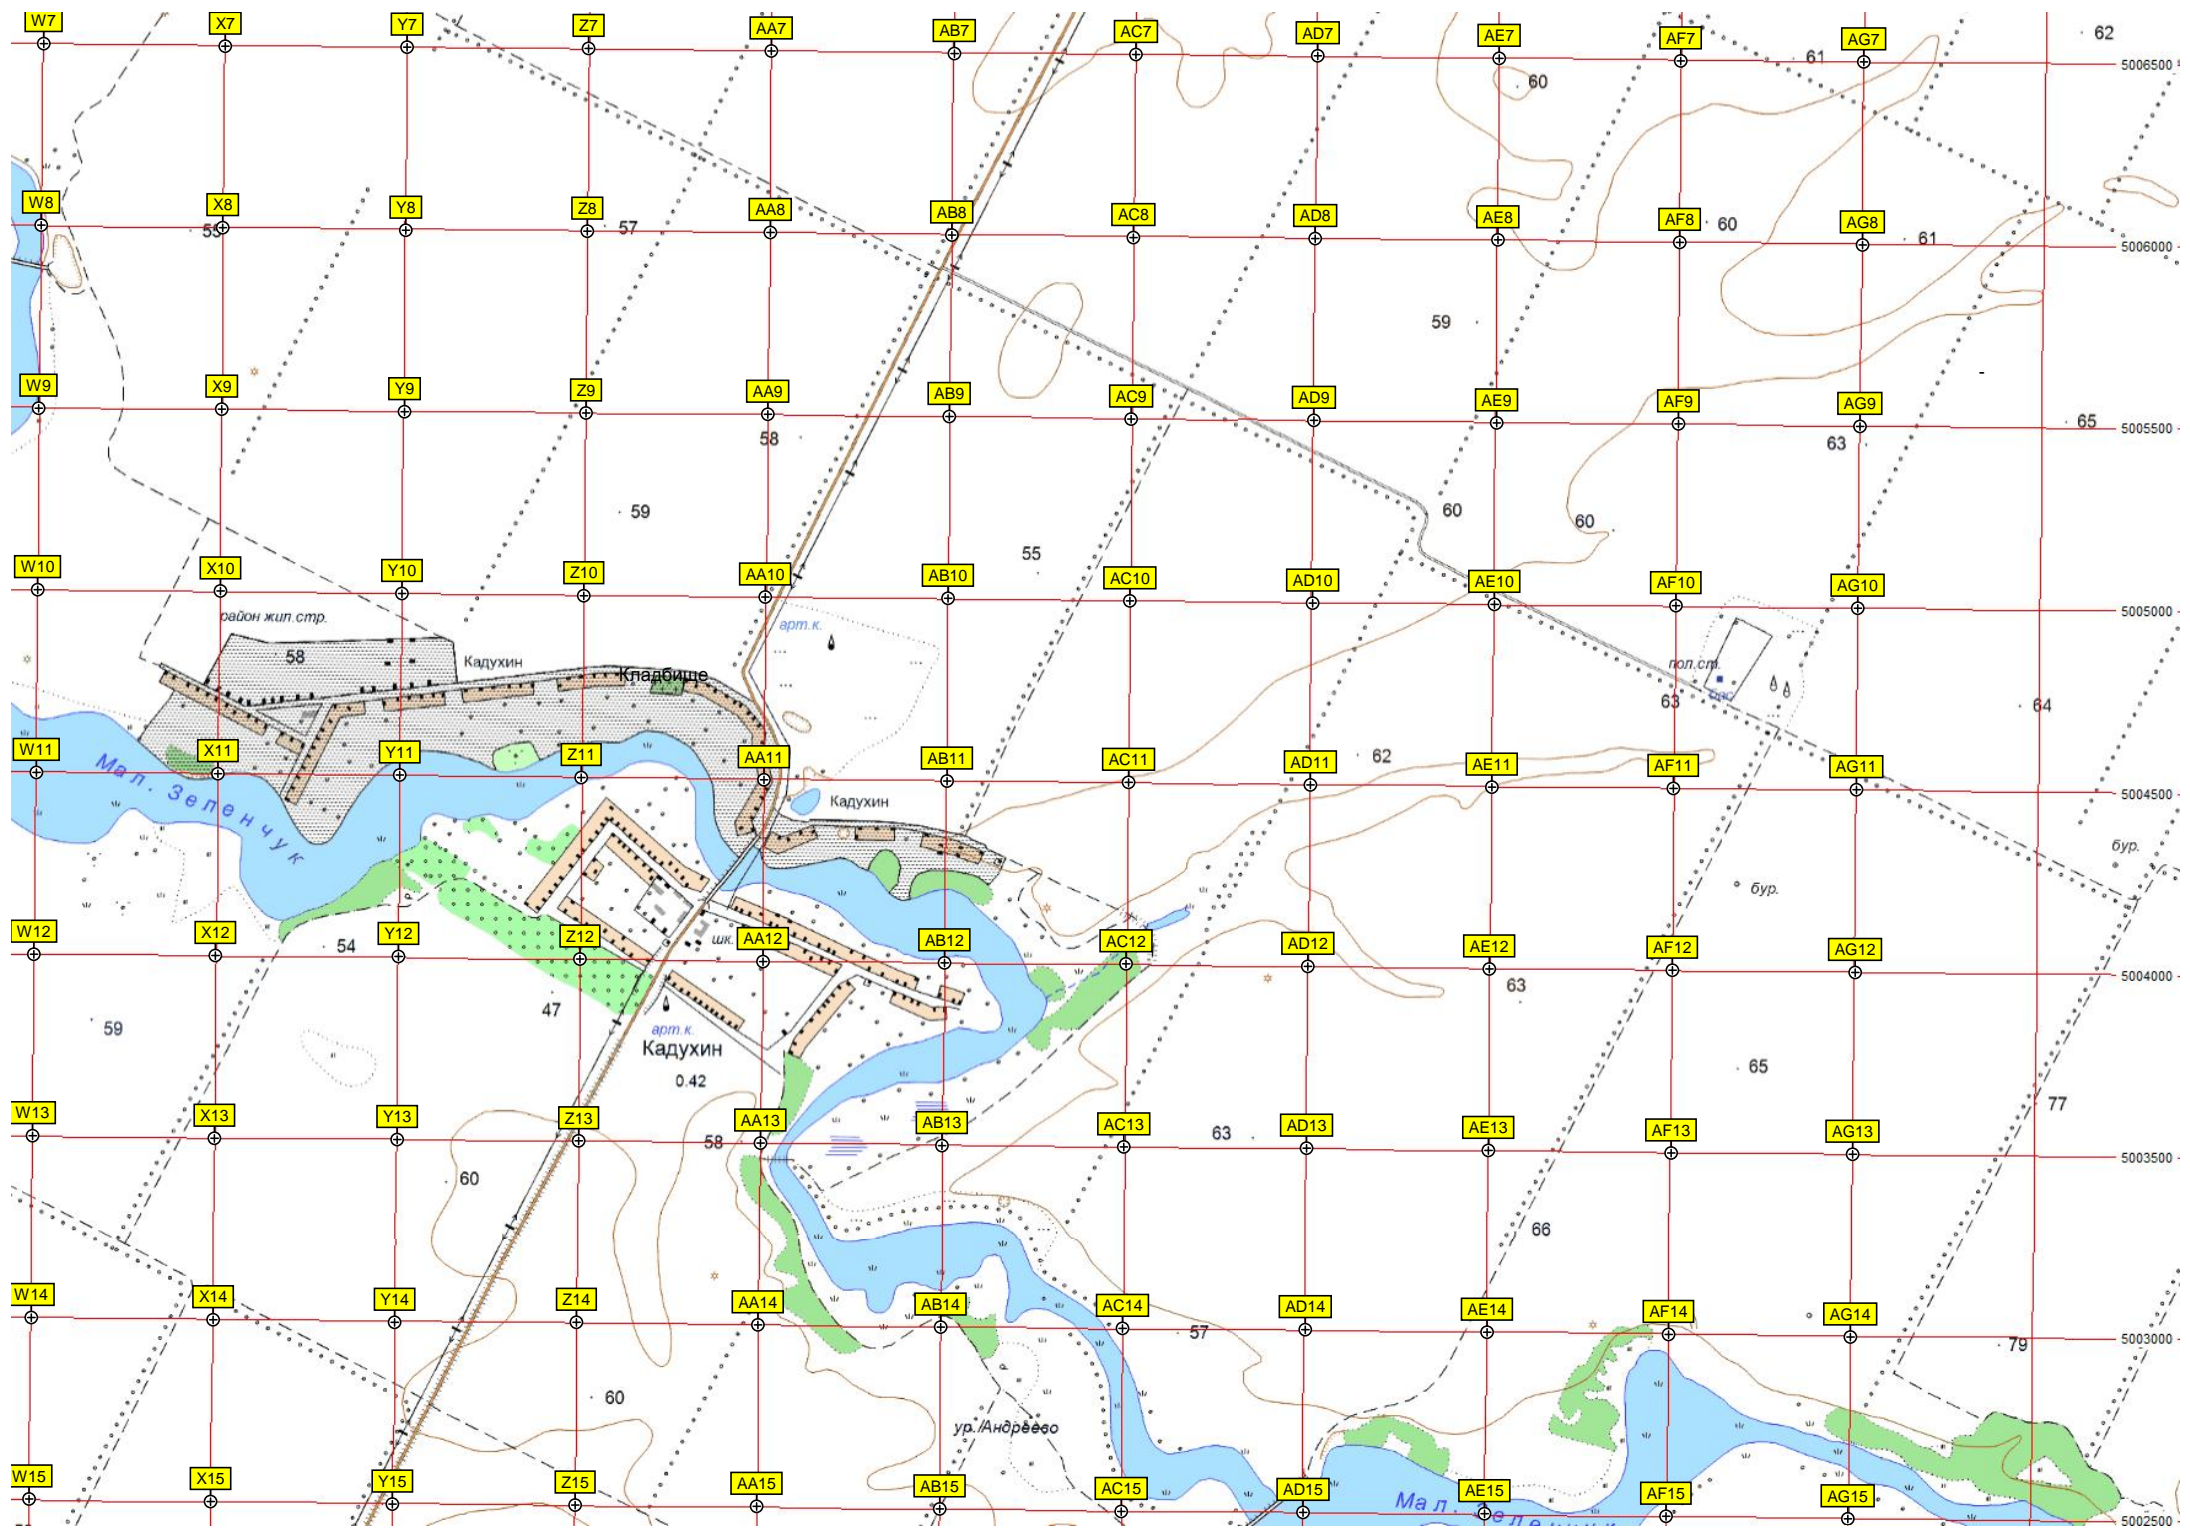 W7 X7 Y7 Z7 AA7 AB7 AC7 AD7 AE7 AF7 AG7
62
61
5006500
60
W8 X8 Y8 Z8 AA8 AB8 AC8 AD8 AE8 AF8 AG8
55 57 60 61
5006000
59
W9 X9 Y9 Z9 AA9 AB9 AC9 AD9 AE9 AF9 AG9
58 63 65
5005500
59 60 60
55
W10 X10 Y10 Z10 AA10 AB10 AC10 AD10 AE10 AF10 AG10
5005000
район жил.стр.
арт.к.
58
Кадухин
Кладбище
пол.ст.
бас.
63
64
W11 X11 Y11 Z11 AA11 AB11 AC11 AD11 AE11 AF11 AG11
62
5004500
Мал. Зеленчук
Кадухин
бур.
бур.
W12 X12 Y12 Z12 AA12 AB12 AC12 AD12 AE12 AF12 AG12
54
шк.
5004000
63
47
59
арт.к.
Кадухин
0.42
65
77
W13 X13 Y13 Z13 AA13 AB13 AC13 AD13 AE13 AF13 AG13
58 63
5003500
60
66
W14 X14 Y14 Z14 AA14 AB14 AC14 AD14 AE14 AF14 AG14
57
79
5003000
60
ур. Андреево
W15 X15 Y15 Z15 AA15 AB15 AC15 AD15 AE15 AF15 AG15
Мал. Зеленчук
5002500